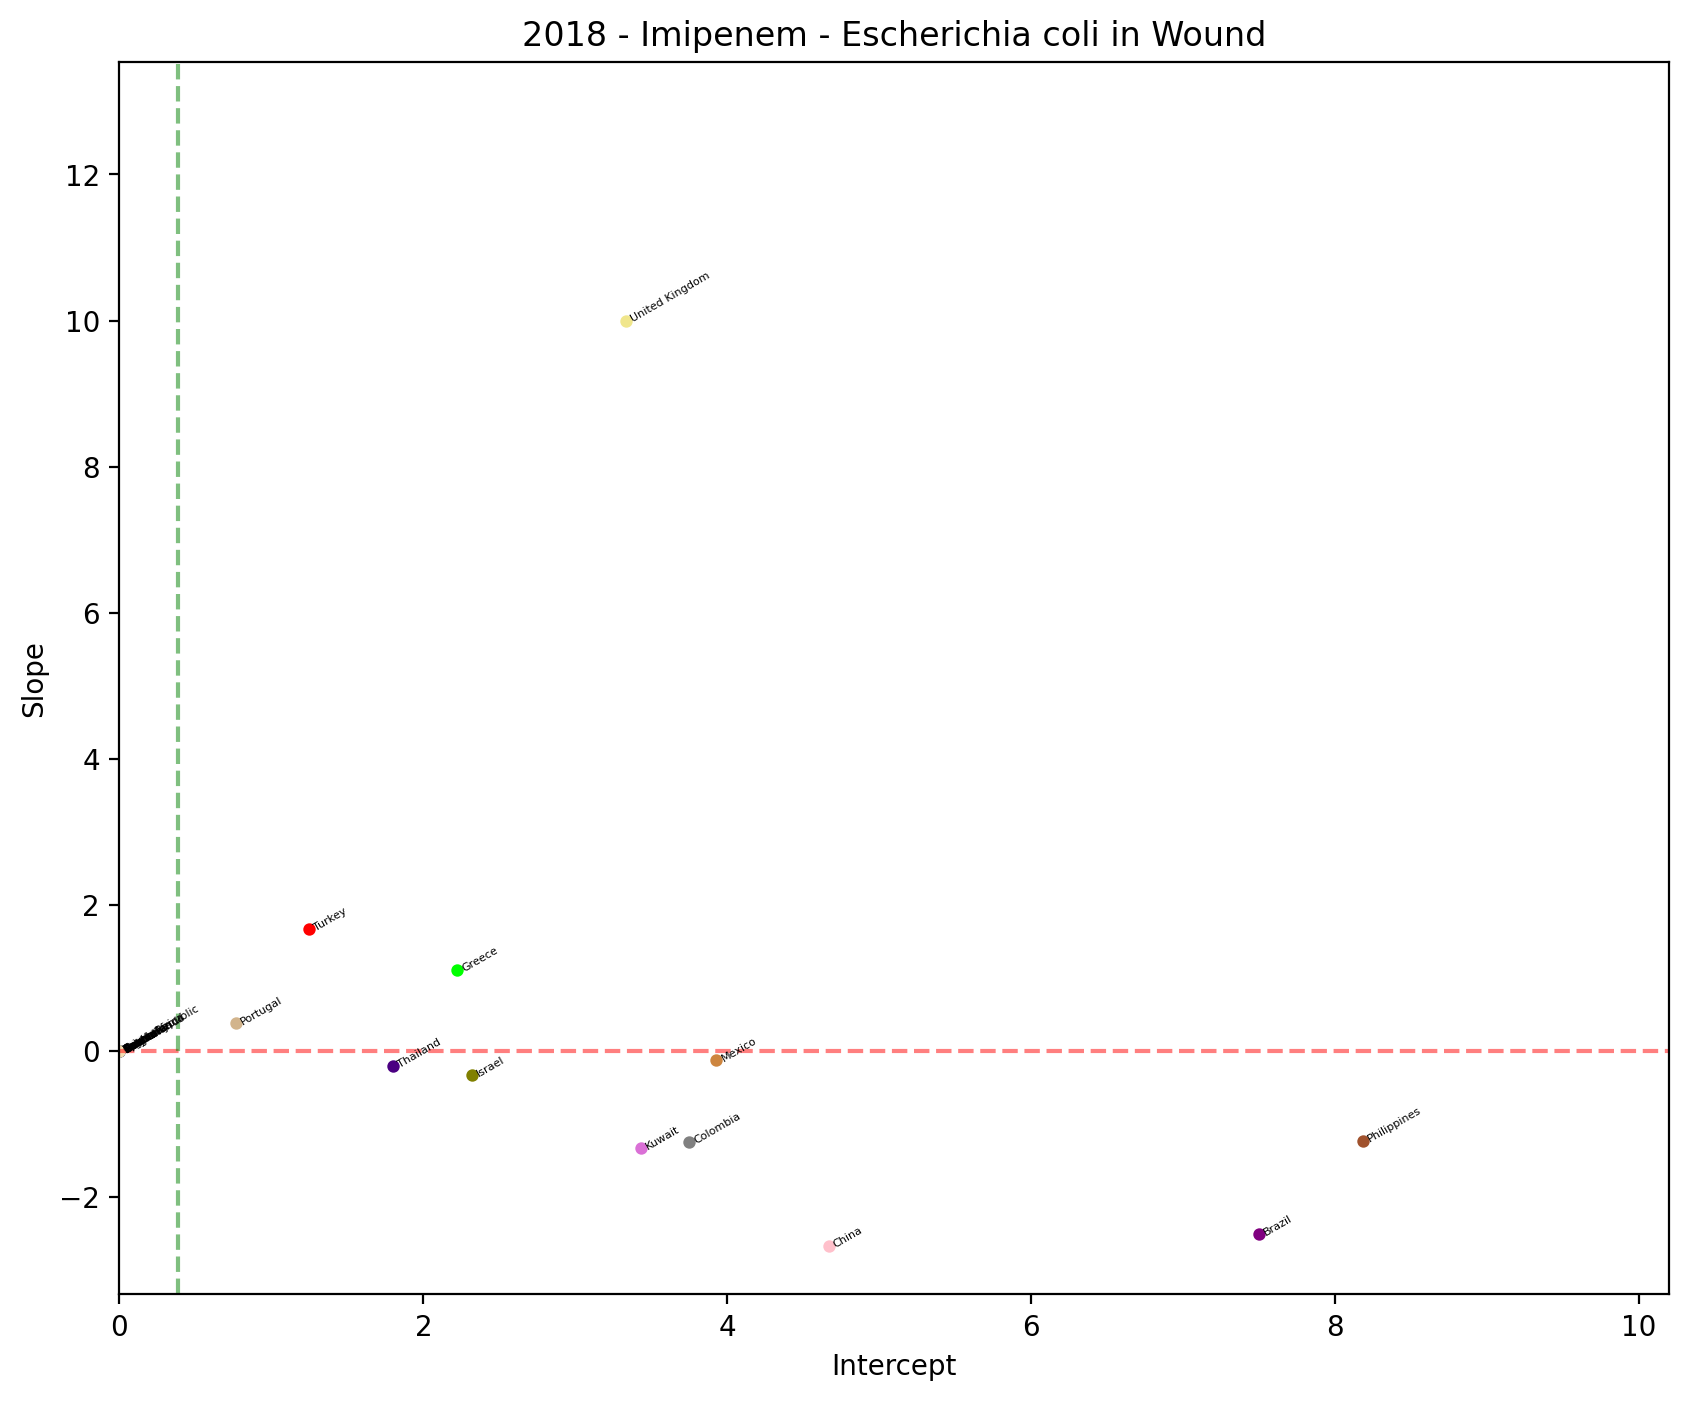 2018 - Imipenem - Escherichia coli in Wound
12
10
8
6
4
2
0
−2
Slope
United Kingdom
Turkey
Greece
Portugal
Thailand
Israel
Mexico
Kuwait
Colombia
Philippines
China
Brazil
0
2
4
6
8
10
Intercept